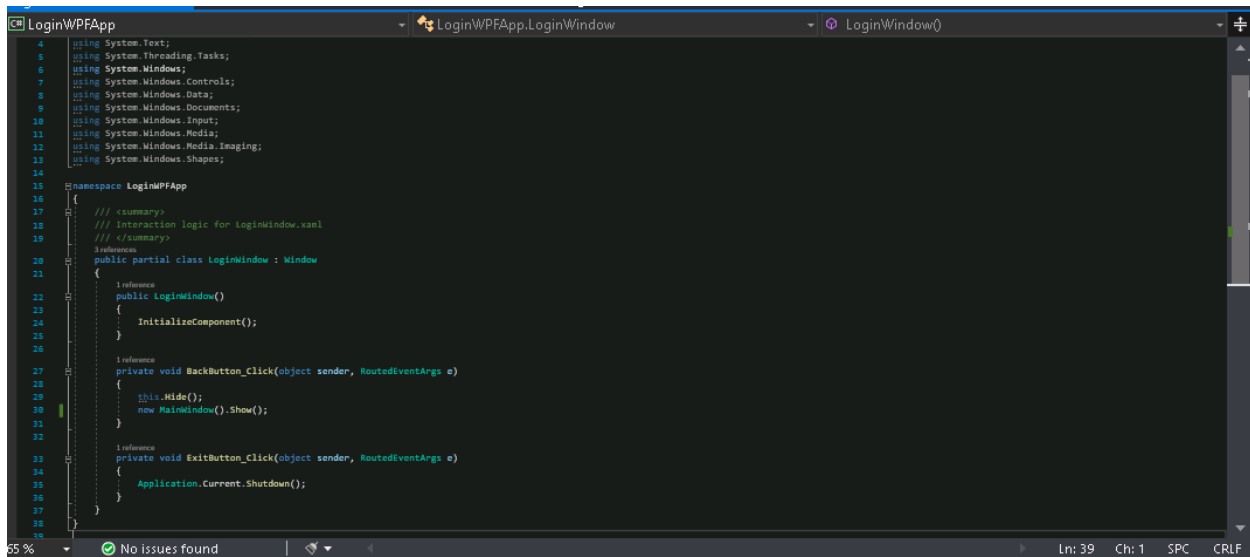 C# LoginWPFApp LoginWPFApp.LoginWindow LoginWindow()
4 using System.Text;
5 using System.Threading.Tasks;
6 using System.Windows;
7 using System.Windows.Controls;
8 using System.Windows.Data;
9 using System.Windows.Documents;
10 using System.Windows.Input;
11 using System.Windows.Media;
12 using System.Windows.Media.Imaging;
13 using System.Windows.Shapes;
14
15 namespace LoginWPFApp
16 {
17 /// <summary>
18 /// Interaction logic for LoginWindow.xaml
19 /// </summary>
3 references
20 public partial class LoginWindow : Window
21 {
1 reference
22 public LoginWindow()
23 {
24 InitializeComponent();
25 }
26
1 reference
27 private void BackButton_Click(object sender, RoutedEventArgs e)
28 {
29 this.Hide();
30 new MainWindow().Show();
31 }
32
1 reference
33 private void ExitButton_Click(object sender, RoutedEventArgs e)
34 {
35 Application.Current.Shutdown();
36 }
37 }
38 }
39
65 % No issues found Ln: 39 Ch: 1 SPC CRLF